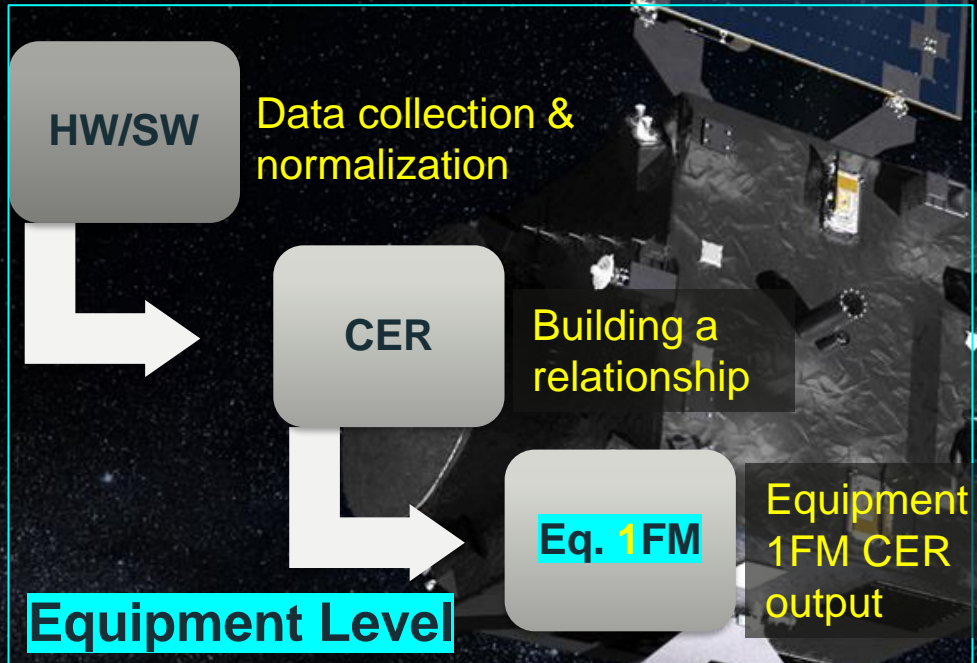 HW/SW
Data collection &
normalization
CER
Building a
relationship
Eq. 1FM
Equipment
1FM CER
output
Equipment Level